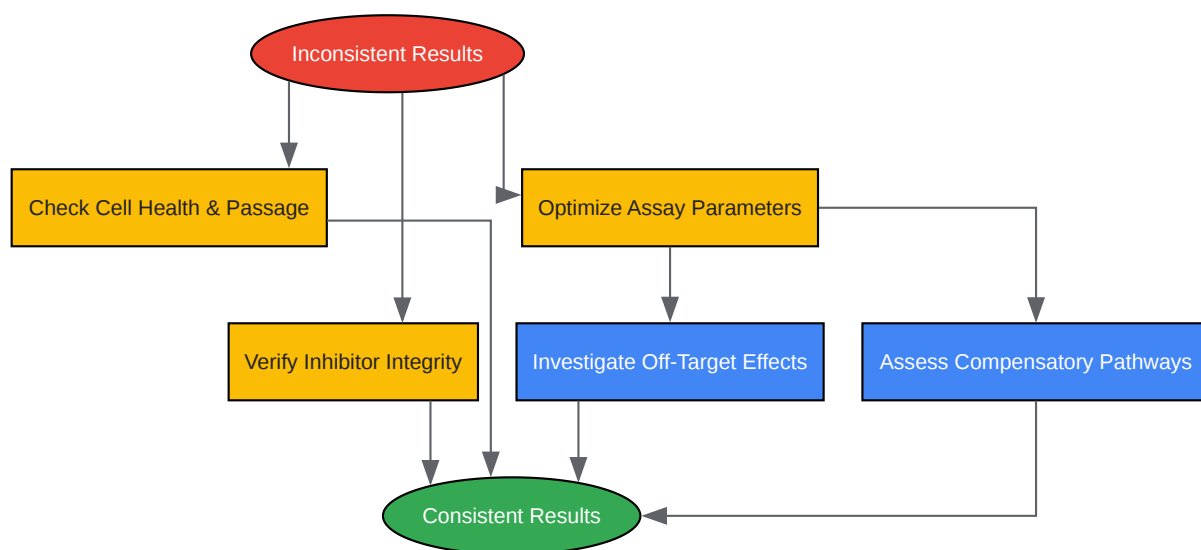 Inconsistent Results
Check Cell Health & Passage
Optimize Assay Parameters
Verify Inhibitor Integrity
Investigate Off-Target Effects
Assess Compensatory Pathways
Consistent Results